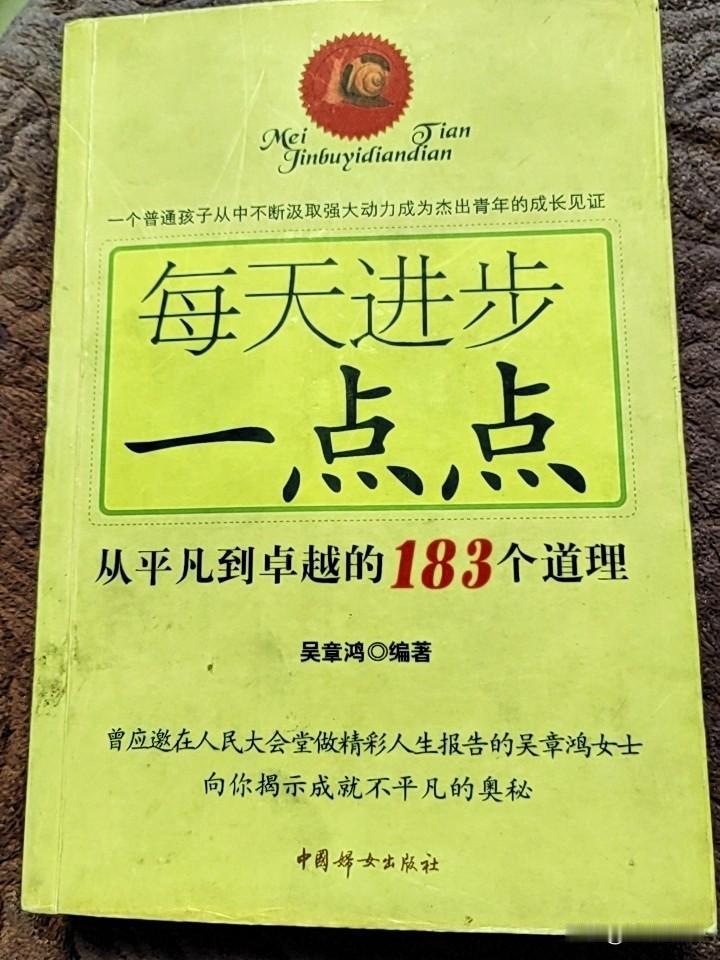 Mei Tian
Jinbuyidiandian
一个普通孩子从中不断汲取强大动力成为杰出青年的成长见证
每天进步
一点点
从平凡到卓越的183个道理
吴章鸿◎编著
曾应邀在人民大会堂做精彩人生报告的吴章鸿女士
向你揭示成就不平凡的奥秘
中国妇女出版社